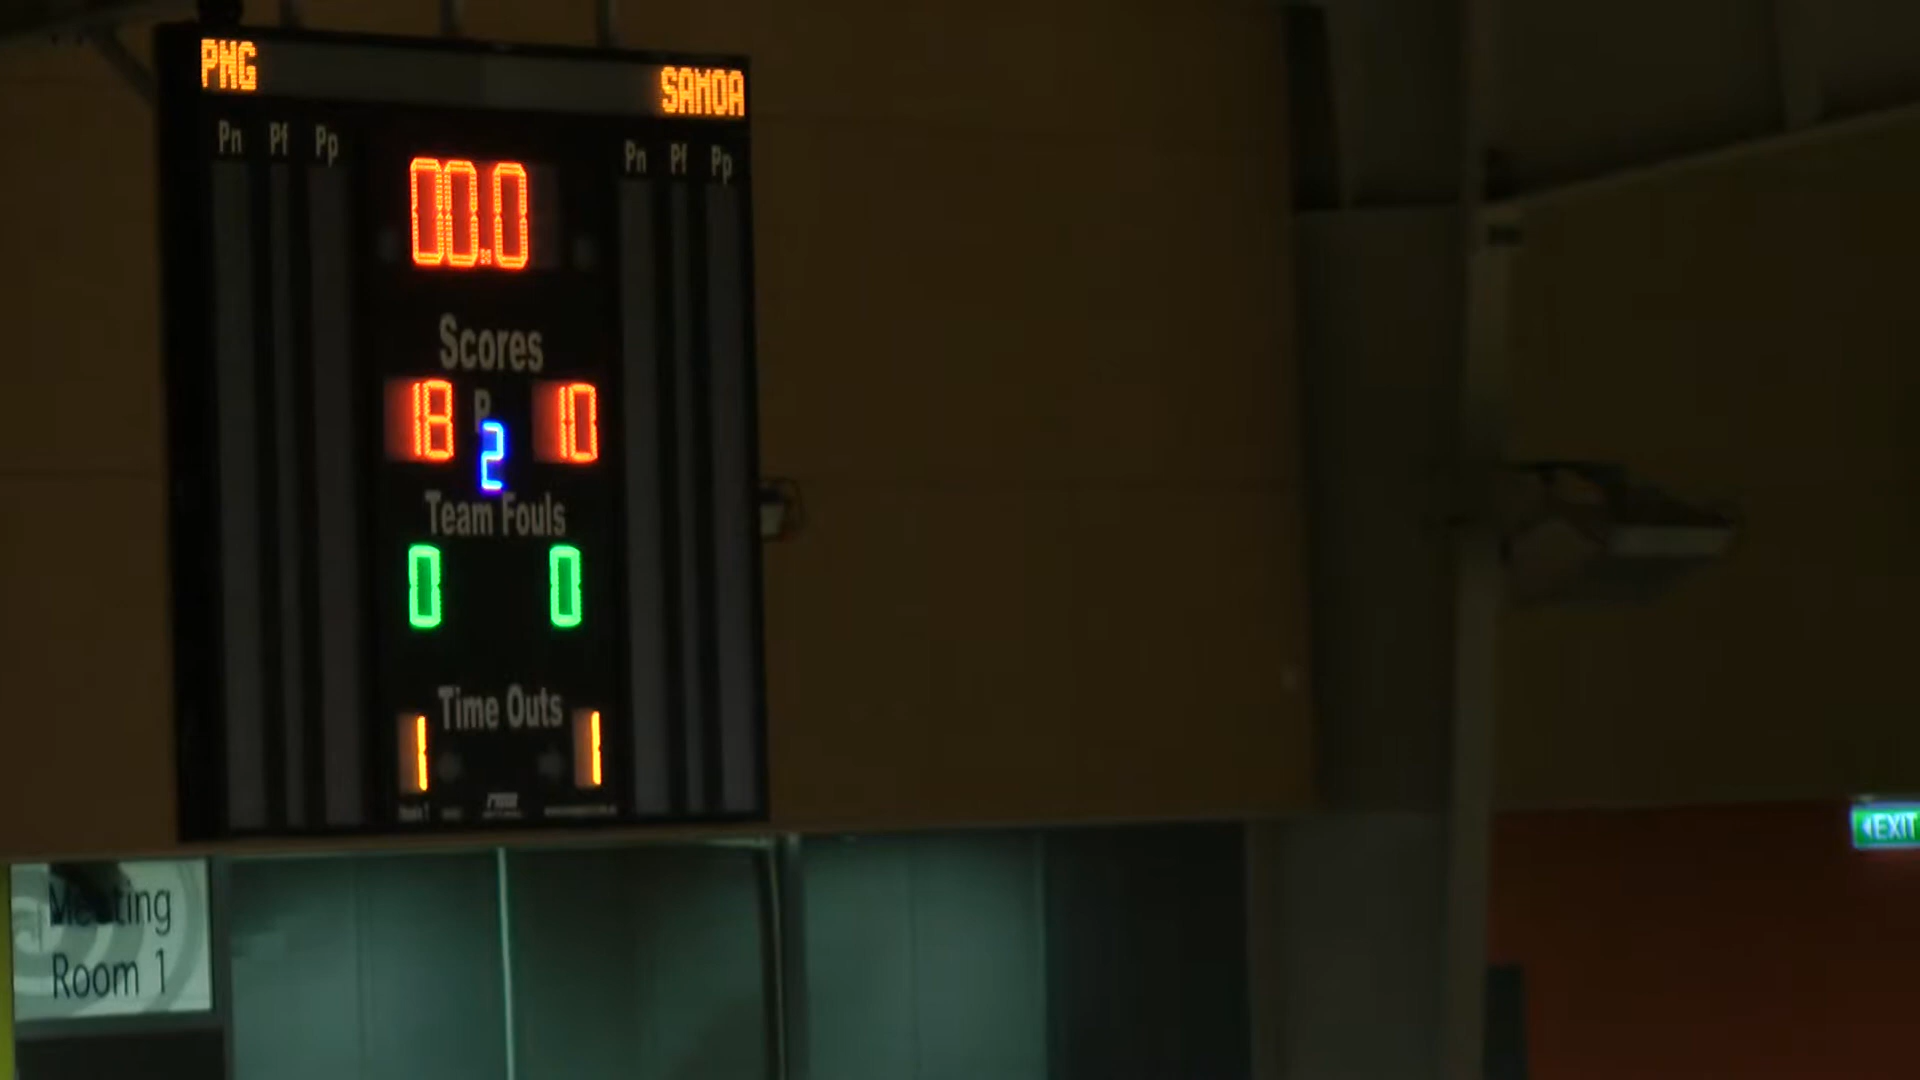 PNG SAMOA
Pn Pf Pp Pn Pf Pp
00.0
Scores
18 P 10
2
Team Fouls
0 0
Time Outs
1 1
Meeting
Room 1
EXIT